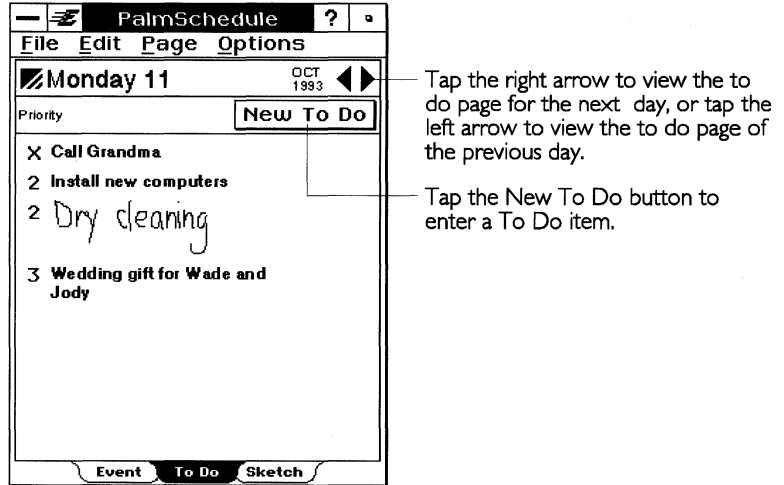 PalmSchedule ?
File Edit Page Options
Monday 11 OCT 1993
Priority New To Do
X Call Grandma
2 Install new computers
2 Dry cleaning
3 Wedding gift for Wade and
Jody
Event To Do Sketch
Tap the right arrow to view the to
do page for the next day, or tap the
left arrow to view the to do page of
the previous day.
Tap the New To Do button to
enter a To Do item.